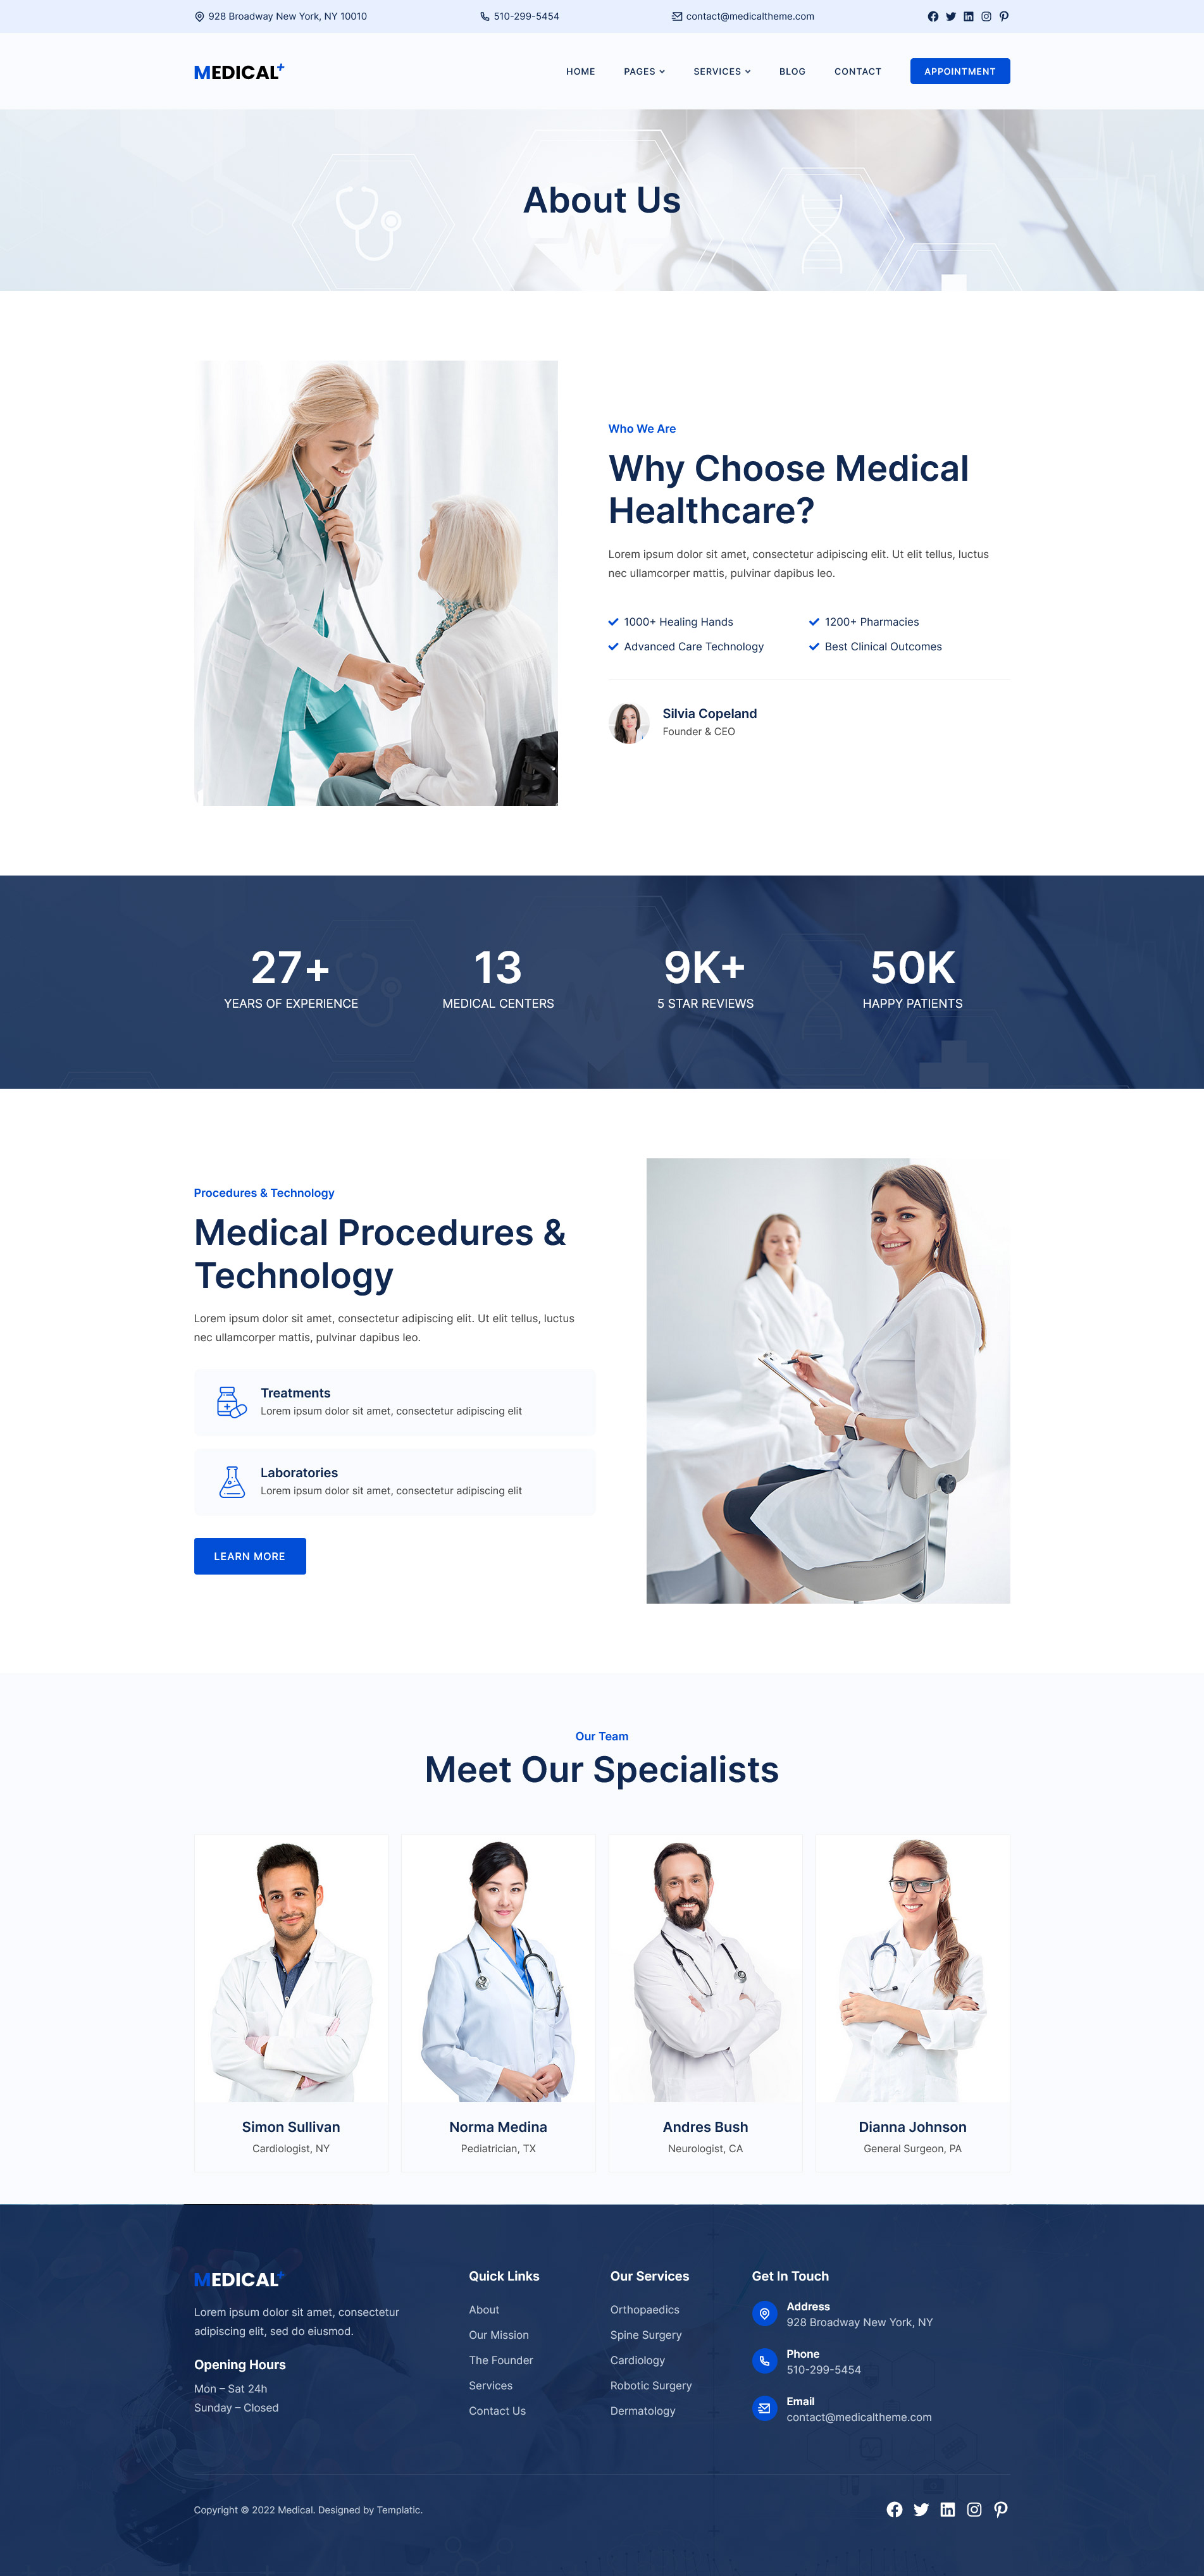 928 Broadway New York, NY 10010
510-299-5454
contact@medicaltheme.com
MEDICAL+
HOME
PAGES
SERVICES
BLOG
CONTACT
APPOINTMENT
About Us
Who We Are
Why Choose Medical
Healthcare?
Lorem ipsum dolor sit amet, consectetur adipiscing elit. Ut elit tellus, luctus
nec ullamcorper mattis, pulvinar dapibus leo.
1000+ Healing Hands
1200+ Pharmacies
Advanced Care Technology
Best Clinical Outcomes
Silvia Copeland
Founder & CEO
27+
YEARS OF EXPERIENCE
13
MEDICAL CENTERS
9K+
5 STAR REVIEWS
50K
HAPPY PATIENTS
Procedures & Technology
Medical Procedures &
Technology
Lorem ipsum dolor sit amet, consectetur adipiscing elit. Ut elit tellus, luctus
nec ullamcorper mattis, pulvinar dapibus leo.
Treatments
Lorem ipsum dolor sit amet, consectetur adipiscing elit
Laboratories
Lorem ipsum dolor sit amet, consectetur adipiscing elit
LEARN MORE
Our Team
Meet Our Specialists
Simon Sullivan
Cardiologist, NY
Norma Medina
Pediatrician, TX
Andres Bush
Neurologist, CA
Dianna Johnson
General Surgeon, PA
MEDICAL+
Lorem ipsum dolor sit amet, consectetur
adipiscing elit, sed do eiusmod.
Opening Hours
Mon – Sat 24h
Sunday – Closed
Quick Links
About
Our Mission
The Founder
Services
Contact Us
Our Services
Orthopaedics
Spine Surgery
Cardiology
Robotic Surgery
Dermatology
Get In Touch
Address
928 Broadway New York, NY
Phone
510-299-5454
Email
contact@medicaltheme.com
Copyright © 2022 Medical. Designed by Templatic.